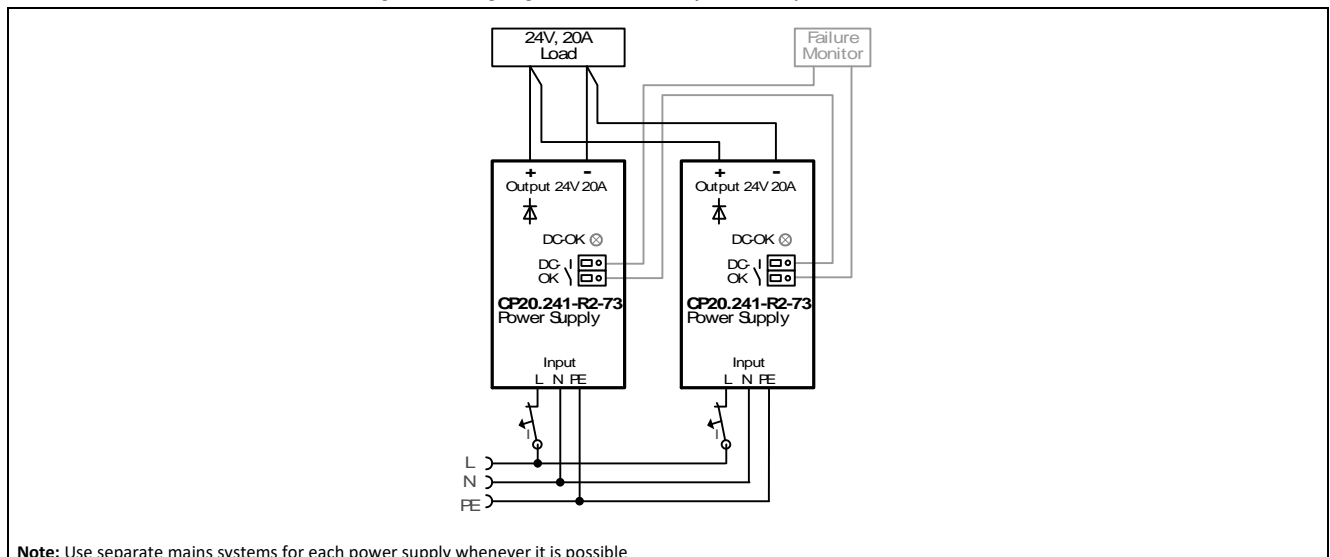 24V, 20A
Load
Failure
Monitor
+ -
Output 24V 20A
DC-OK
DC-
OK
CP20.241-R2-73
Power Supply
Input
L N PE
I
+ -
Output 24V 20A
DC-OK
DC-
OK
CP20.241-R2-73
Power Supply
Input
L N PE
I
L
N
PE
Note: Use separate mains systems for each power supply whenever it is possible